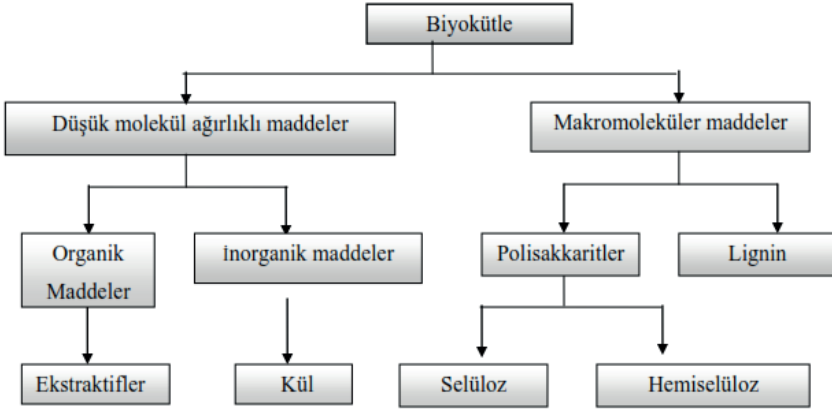 Biyokütle
Düşük molekül ağırlıklı maddeler
Makromoleküler maddeler
Organik
Maddeler
İnorganik maddeler
Polisakkaritler
Lignin
Ekstraktifler
Kül
Selüloz
Hemiselüloz